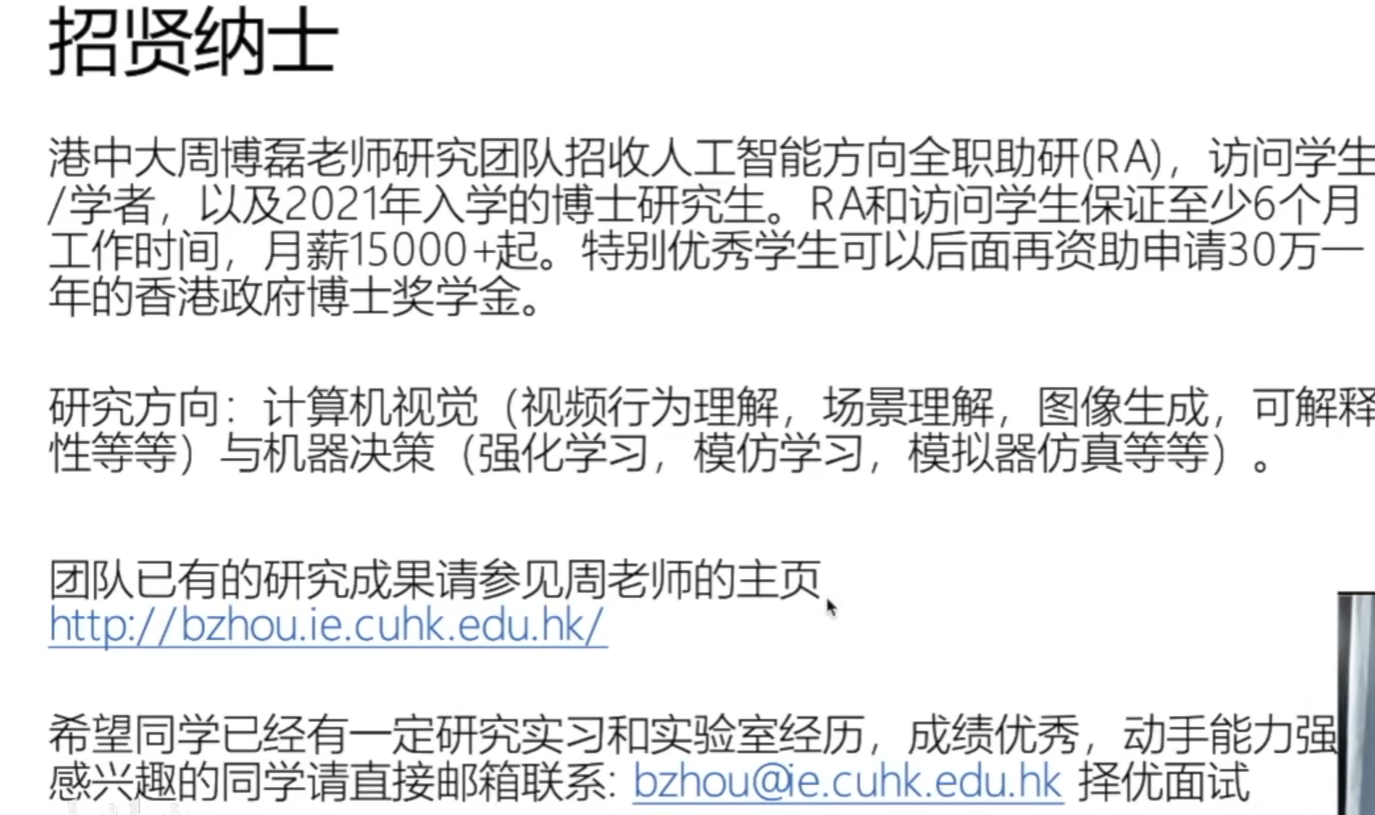 招贤纳士
港中大周博磊老师研究团队招收人工智能方向全职助研(RA)，访问学生
/学者，以及2021年入学的博士研究生。RA和访问学生保证至少6个月
工作时间，月薪15000+起。特别优秀学生可以后面再资助申请30万一
年的香港政府博士奖学金。
研究方向：计算机视觉（视频行为理解，场景理解，图像生成，可解释
性等等）与机器决策（强化学习，模仿学习，模拟器仿真等等）。
团队已有的研究成果请参见周老师的主页
http://bzhou.ie.cuhk.edu.hk/
希望同学已经有一定研究实习和实验室经历，成绩优秀，动手能力强
感兴趣的同学请直接邮箱联系: bzhou@ie.cuhk.edu.hk 择优面试